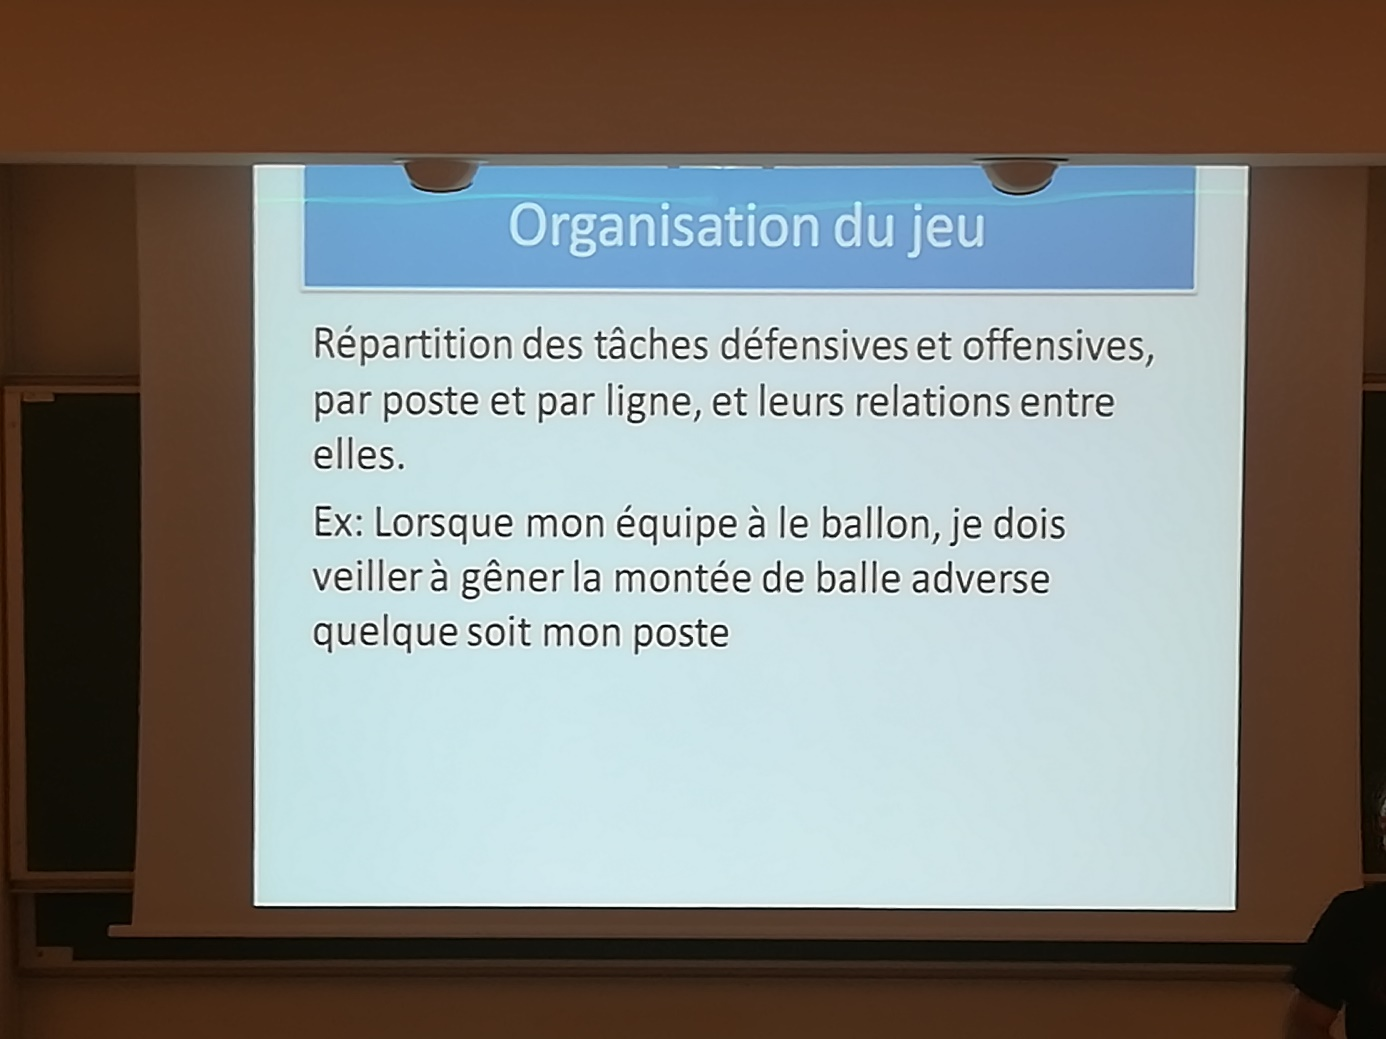 Organisation du jeu
Répartition des tâches défensives et offensives,
par poste et par ligne, et leurs relations entre
elles.
Ex: Lorsque mon équipe à le ballon, je dois
veiller à gêner la montée de balle adverse
quelque soit mon poste